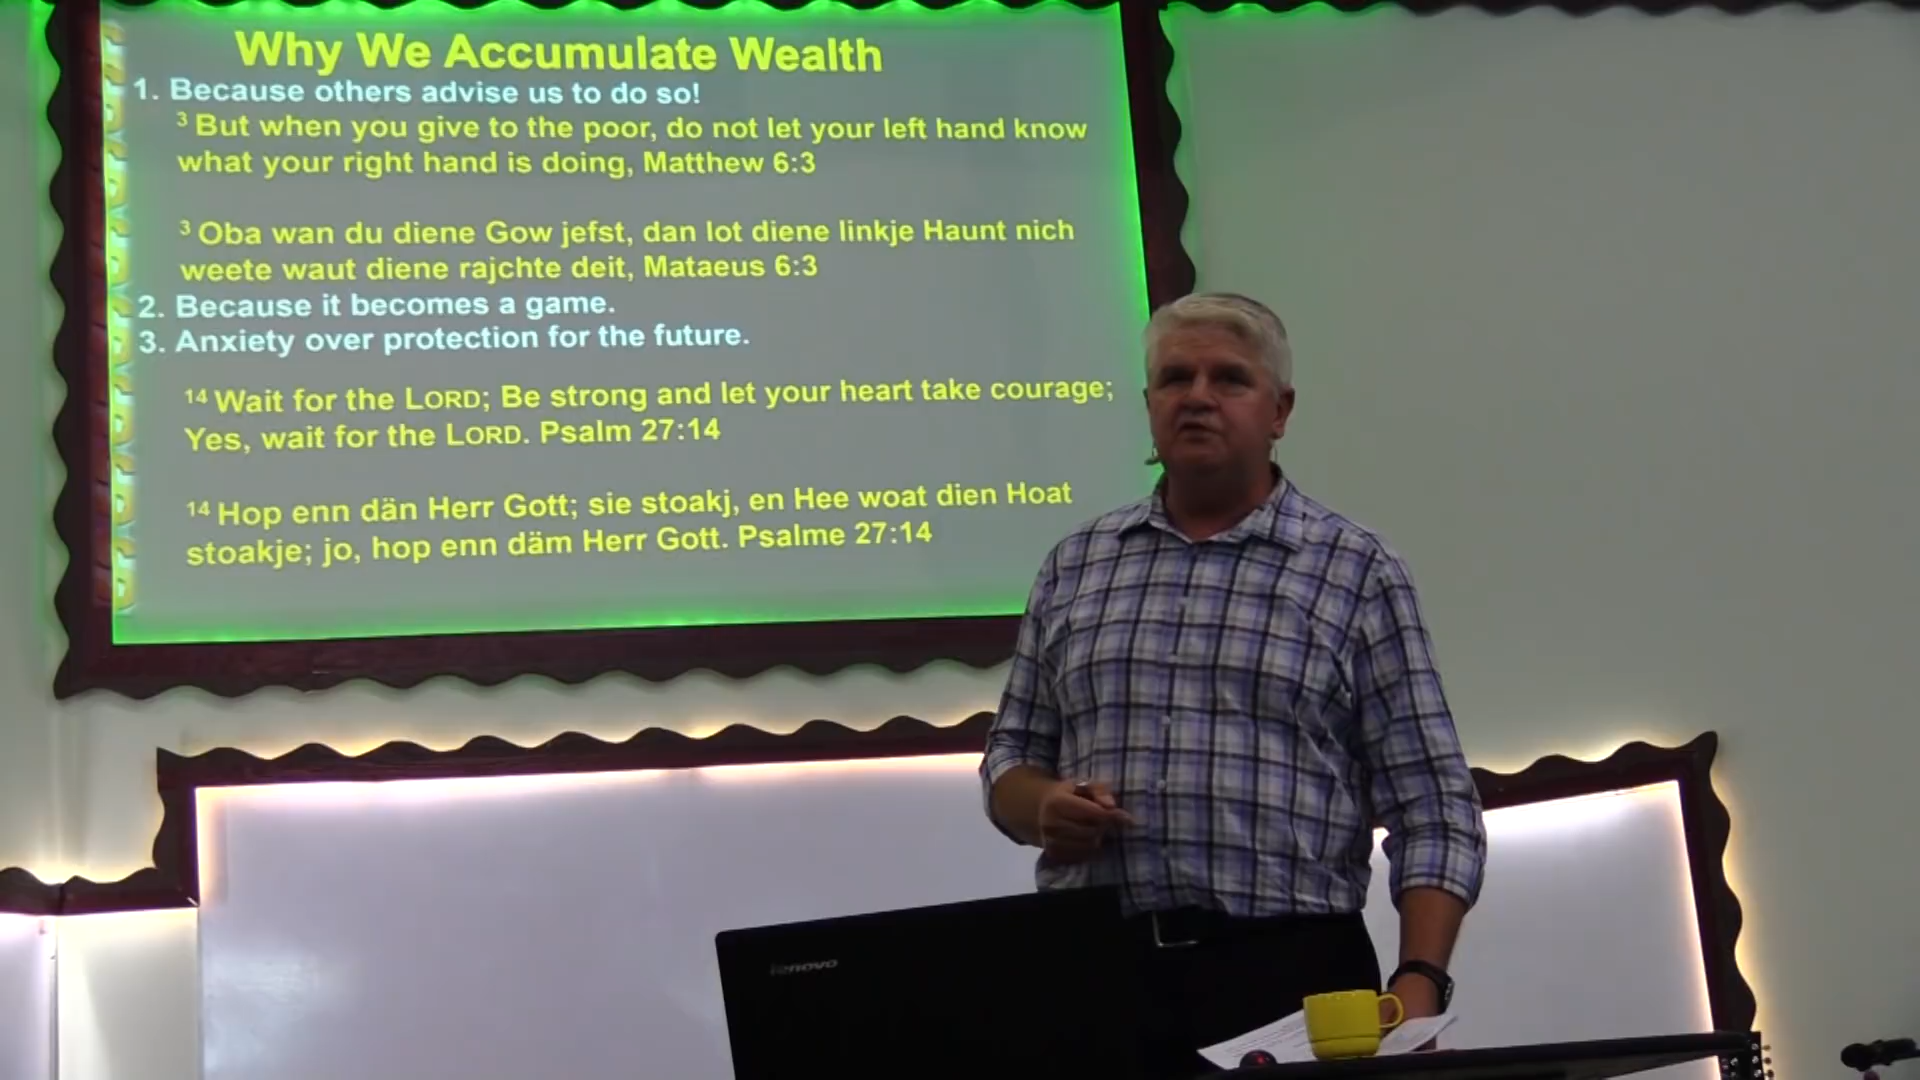 Why We Accumulate Wealth
1. Because others advise us to do so!
3 But when you give to the poor, do not let your left hand know
what your right hand is doing, Matthew 6:3
3 Oba wan du diene Gow jefst, dan lot diene linkje Haunt nich
weete waut diene rajchte deit, Mataeus 6:3
2. Because it becomes a game.
3. Anxiety over protection for the future.
14 Wait for the LORD; Be strong and let your heart take courage;
Yes, wait for the LORD. Psalm 27:14
14 Hop enn dän Herr Gott; sie stoakj, en Hee woat dien Hoat
stoakje; jo, hop enn däm Herr Gott. Psalme 27:14
lenovo